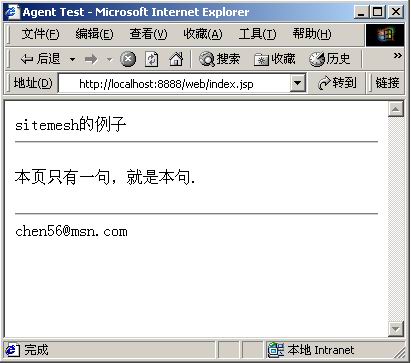 Agent Test - Microsoft Internet Explorer
文件(F) 编辑(E) 查看(V) 收藏(A) 工具(T) 帮助(H)
后退 搜索 收藏 历史 »
地址(D) http://localhost:8888/web/index.jsp 转到 链接
sitemesh的例子
本页只有一句，就是本句.
chen56@msn.com
完成 本地 Intranet